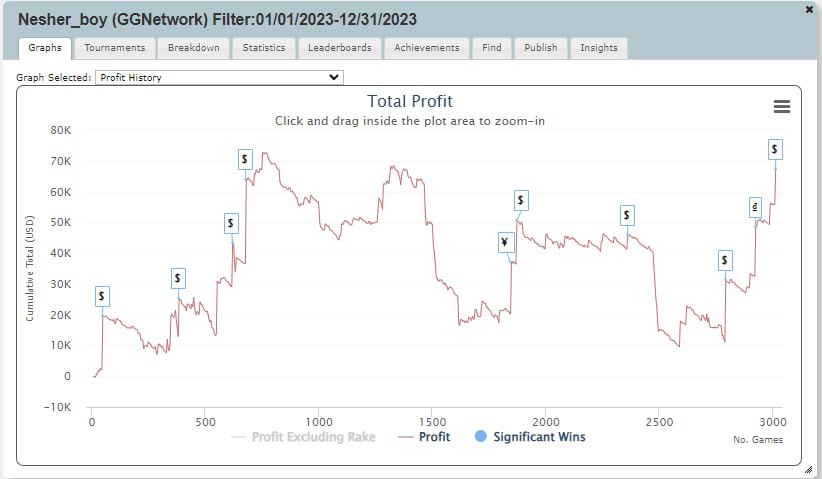 Nesher_boy (GGNetwork) Filter:01/01/2023-12/31/2023
Graphs Tournaments Breakdown Statistics Leaderboards Achievements Find Publish Insights
Graph Selected: Profit History
Total Profit
Click and drag inside the plot area to zoom-in
Cumulative Total (USD)
80K
70K
60K
50K
40K
30K
20K
10K
0
-10K
$
$
$
$
¥
$
$
$
₫
$
0 500 1000 1500 2000 2500 3000
No. Games
Profit Excluding Rake Profit Significant Wins